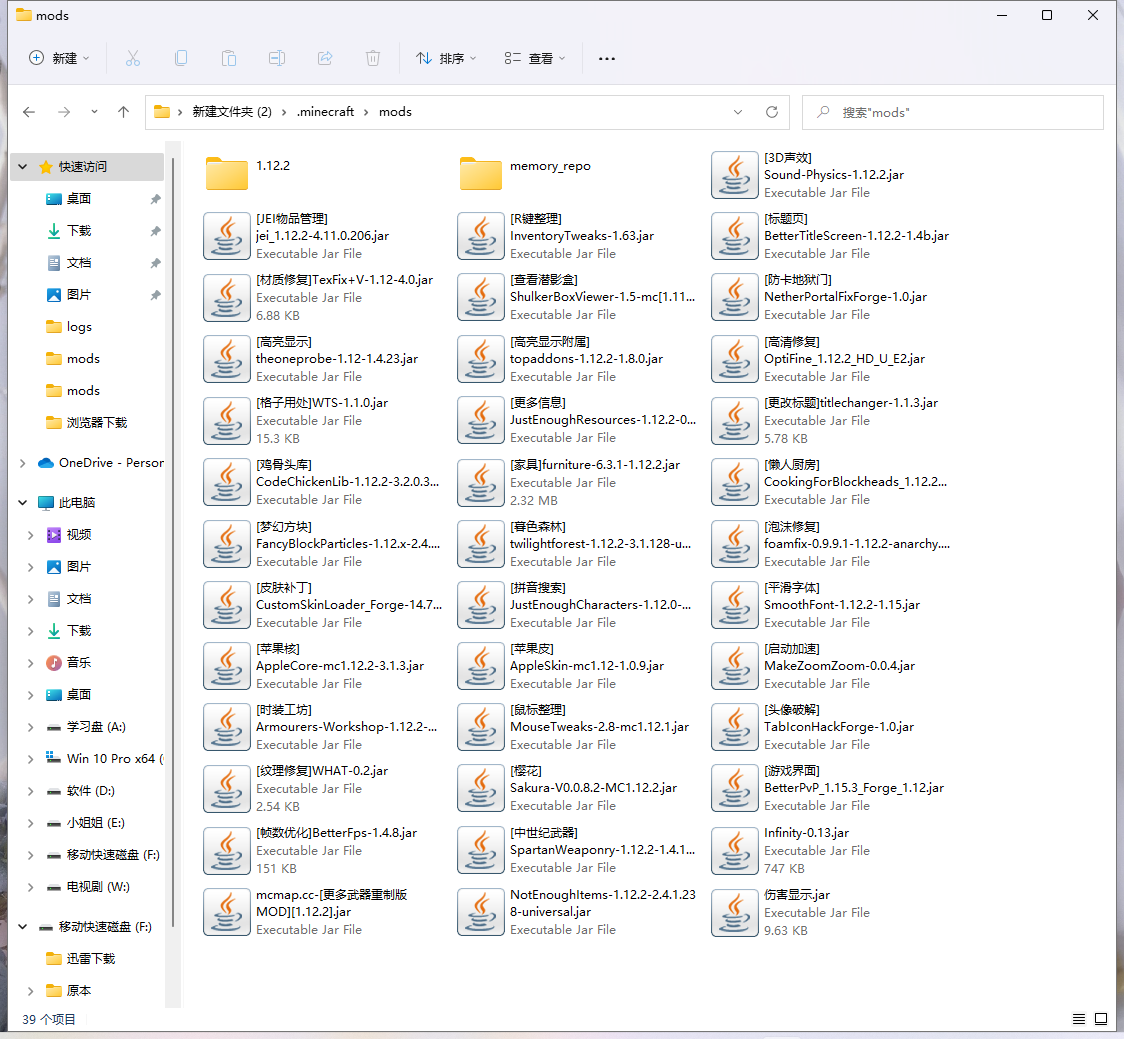 mods
新建
排序
查看
新建文件夹 (2)
.minecraft
mods
搜索"mods"
快速访问
桌面
下载
文档
图片
logs
mods
mods
浏览器下载
OneDrive - Person
此电脑
视频
图片
文档
下载
音乐
桌面
学习盘 (A:)
Win 10 Pro x64 (
软件 (D:)
小姐姐 (E:)
移动快速磁盘 (F:)
电视剧 (W:)
移动快速磁盘 (F:)
迅雷下载
原本
1.12.2
memory_repo
[3D声效]
Sound-Physics-1.12.2.jar
Executable Jar File
[JEI物品管理]
jei_1.12.2-4.11.0.206.jar
Executable Jar File
[R键整理]
InventoryTweaks-1.63.jar
Executable Jar File
[标题页]
BetterTitleScreen-1.12.2-1.4b.jar
Executable Jar File
[材质修复]TexFix+V-1.12-4.0.jar
Executable Jar File
6.88 KB
[查看潜影盒]
ShulkerBoxViewer-1.5-mc[1.11...
Executable Jar File
[防卡地狱门]
NetherPortalFixForge-1.0.jar
Executable Jar File
[高亮显示]
theoneprobe-1.12-1.4.23.jar
Executable Jar File
[高亮显示附属]
topaddons-1.12.2-1.8.0.jar
Executable Jar File
[高清修复]
OptiFine_1.12.2_HD_U_E2.jar
Executable Jar File
[格子用处]WTS-1.1.0.jar
Executable Jar File
15.3 KB
[更多信息]
JustEnoughResources-1.12.2-0...
Executable Jar File
[更改标题]titlechanger-1.1.3.jar
Executable Jar File
5.78 KB
[鸡骨头库]
CodeChickenLib-1.12.2-3.2.0.3...
Executable Jar File
[家具]furniture-6.3.1-1.12.2.jar
Executable Jar File
2.32 MB
[懒人厨房]
CookingForBlockheads_1.12.2...
Executable Jar File
[梦幻方块]
FancyBlockParticles-1.12.x-2.4....
Executable Jar File
[暮色森林]
twilightforest-1.12.2-3.1.128-u...
Executable Jar File
[泡沫修复]
foamfix-0.9.9.1-1.12.2-anarchy....
Executable Jar File
[皮肤补丁]
CustomSkinLoader_Forge-14.7...
Executable Jar File
[拼音搜索]
JustEnoughCharacters-1.12.0-...
Executable Jar File
[平滑字体]
SmoothFont-1.12.2-1.15.jar
Executable Jar File
[苹果核]
AppleCore-mc1.12.2-3.1.3.jar
Executable Jar File
[苹果皮]
AppleSkin-mc1.12-1.0.9.jar
Executable Jar File
[启动加速]
MakeZoomZoom-0.0.4.jar
Executable Jar File
[时装工坊]
Armourers-Workshop-1.12.2-...
Executable Jar File
[鼠标整理]
MouseTweaks-2.8-mc1.12.1.jar
Executable Jar File
[头像破解]
TabIconHackForge-1.0.jar
Executable Jar File
[纹理修复]WHAT-0.2.jar
Executable Jar File
2.54 KB
[樱花]
Sakura-V0.0.8.2-MC1.12.2.jar
Executable Jar File
[游戏界面]
BetterPvP_1.15.3_Forge_1.12.jar
Executable Jar File
[帧数优化]BetterFps-1.4.8.jar
Executable Jar File
151 KB
[中世纪武器]
SpartanWeaponry-1.12.2-1.4.1...
Executable Jar File
Infinity-0.13.jar
Executable Jar File
747 KB
mcmap.cc-[更多武器重制版
MOD][1.12.2].jar
Executable Jar File
NotEnoughItems-1.12.2-2.4.1.23
8-universal.jar
Executable Jar File
伤害显示.jar
Executable Jar File
9.63 KB
39 个项目